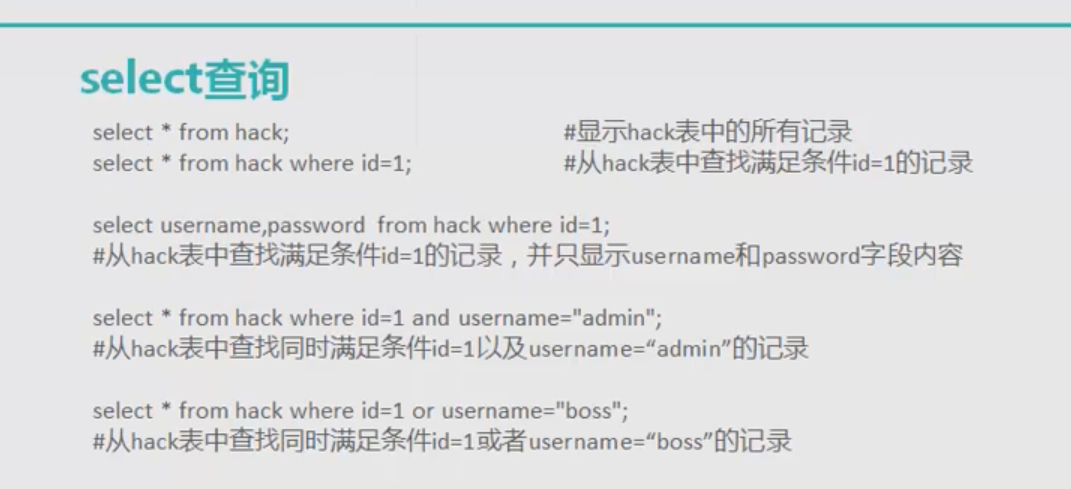 select查询
select * from hack; #显示hack表中的所有记录
select * from hack where id=1; #从hack表中查找满足条件id=1的记录
select username,password from hack where id=1;
#从hack表中查找满足条件id=1的记录，并只显示username和password字段内容
select * from hack where id=1 and username="admin";
#从hack表中查找同时满足条件id=1以及username=“admin”的记录
select * from hack where id=1 or username="boss";
#从hack表中查找同时满足条件id=1或者username=“boss”的记录